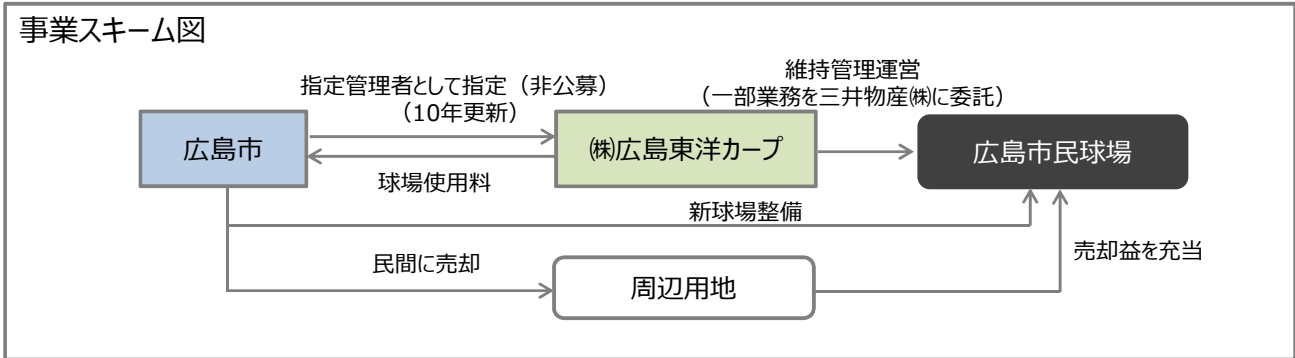 事業スキーム図
指定管理者として指定（非公募）
（10年更新）
維持管理運営
（一部業務を三井物産㈱に委託）
広島市
㈱広島東洋カープ
広島市民球場
球場使用料
新球場整備
民間に売却
周辺用地
売却益を充当